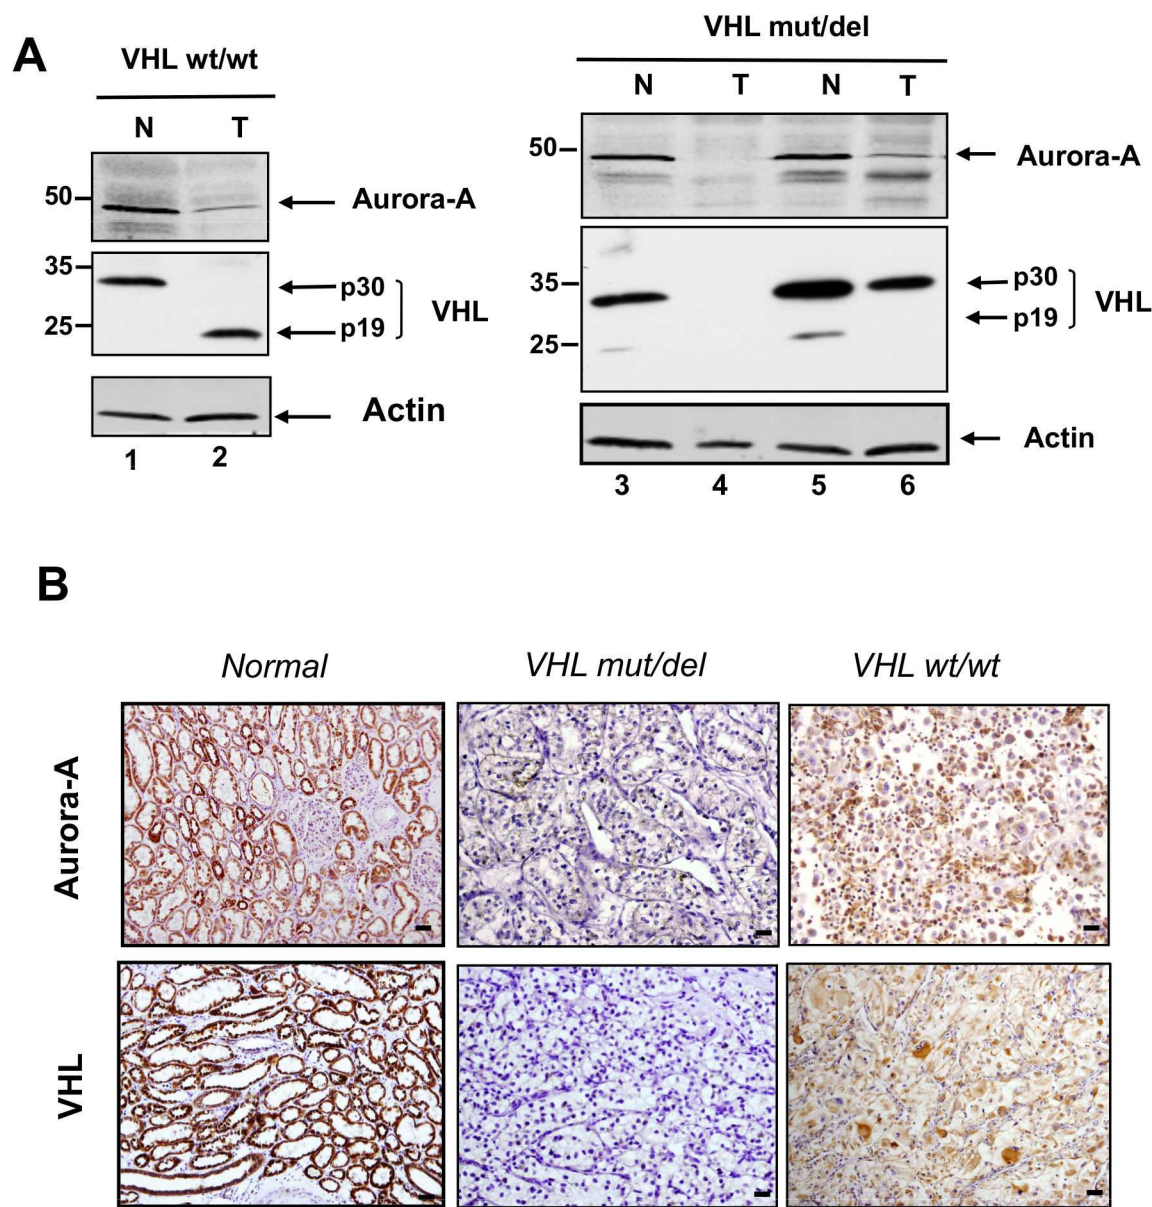 A
VHL wt/wt
N T
50
Aurora-A
35
p30
25
p19
VHL
Actin
1 2
VHL mut/del
N T N T
50
Aurora-A
35
p30
p19
VHL
25
Actin
3 4 5 6
B
Normal VHL mut/del VHL wt/wt
Aurora-A
VHL